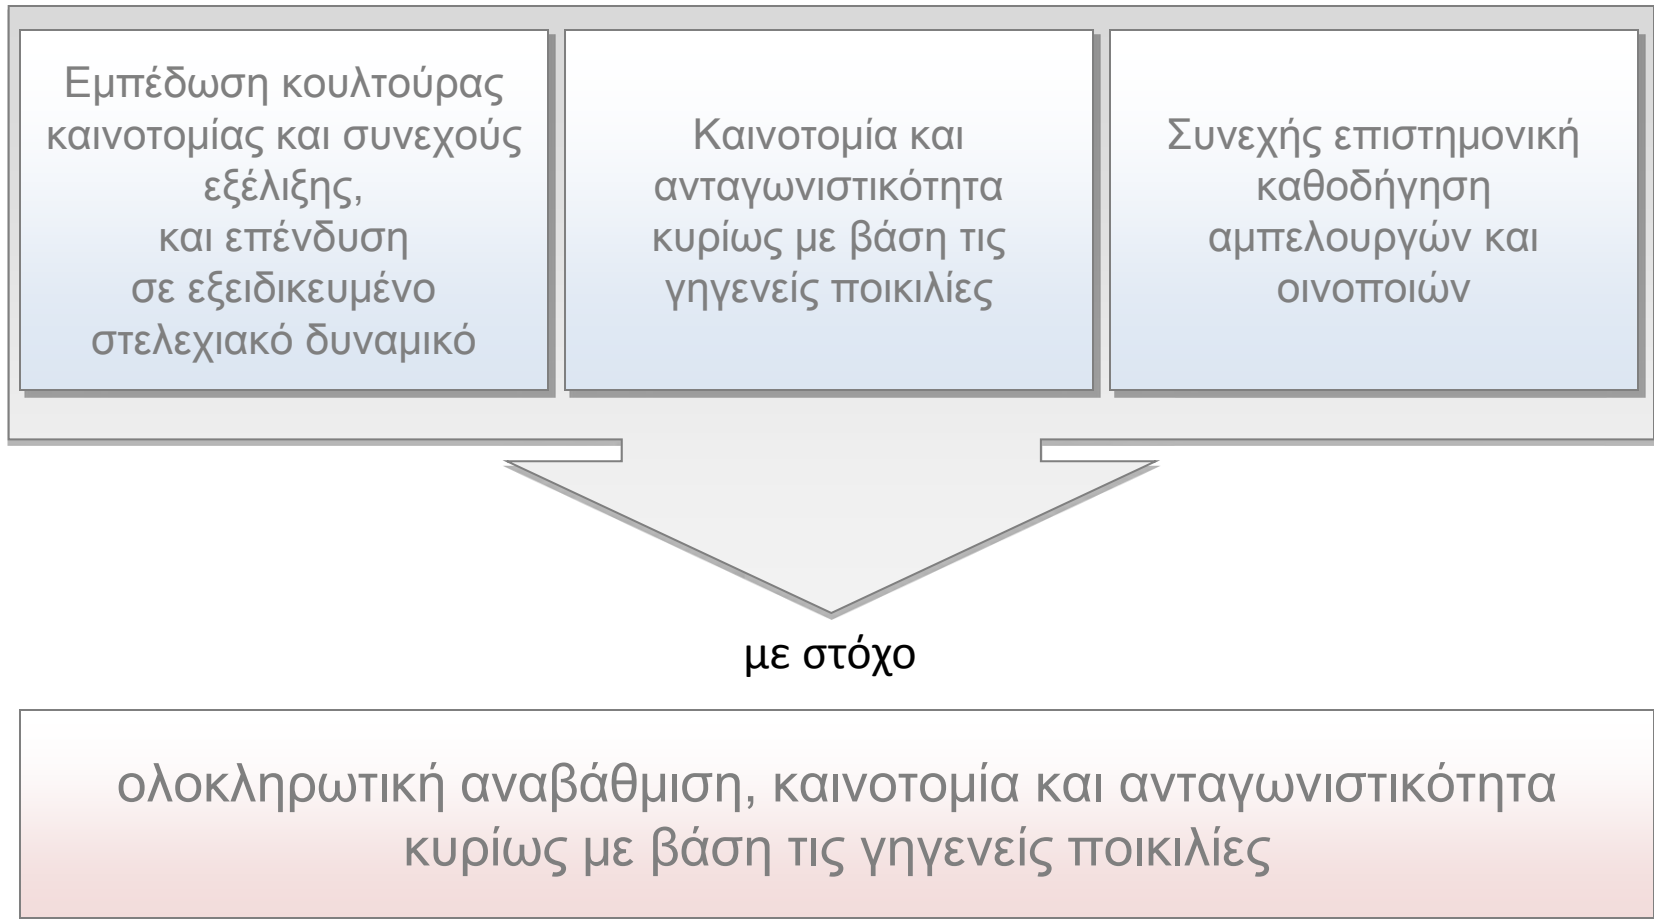 Εμπέδωση κουλτούρας
καινοτομίας και συνεχούς
εξέλιξης,
και επένδυση
σε εξειδικευμένο
στελεχιακό δυναμικό
Καινοτομία και
ανταγωνιστικότητα
κυρίως με βάση τις
γηγενείς ποικιλίες
Συνεχής επιστημονική
καθοδήγηση
αμπελουργών και
οινοποιών
με στόχο
ολοκληρωτική αναβάθμιση, καινοτομία και ανταγωνιστικότητα
κυρίως με βάση τις γηγενείς ποικιλίες